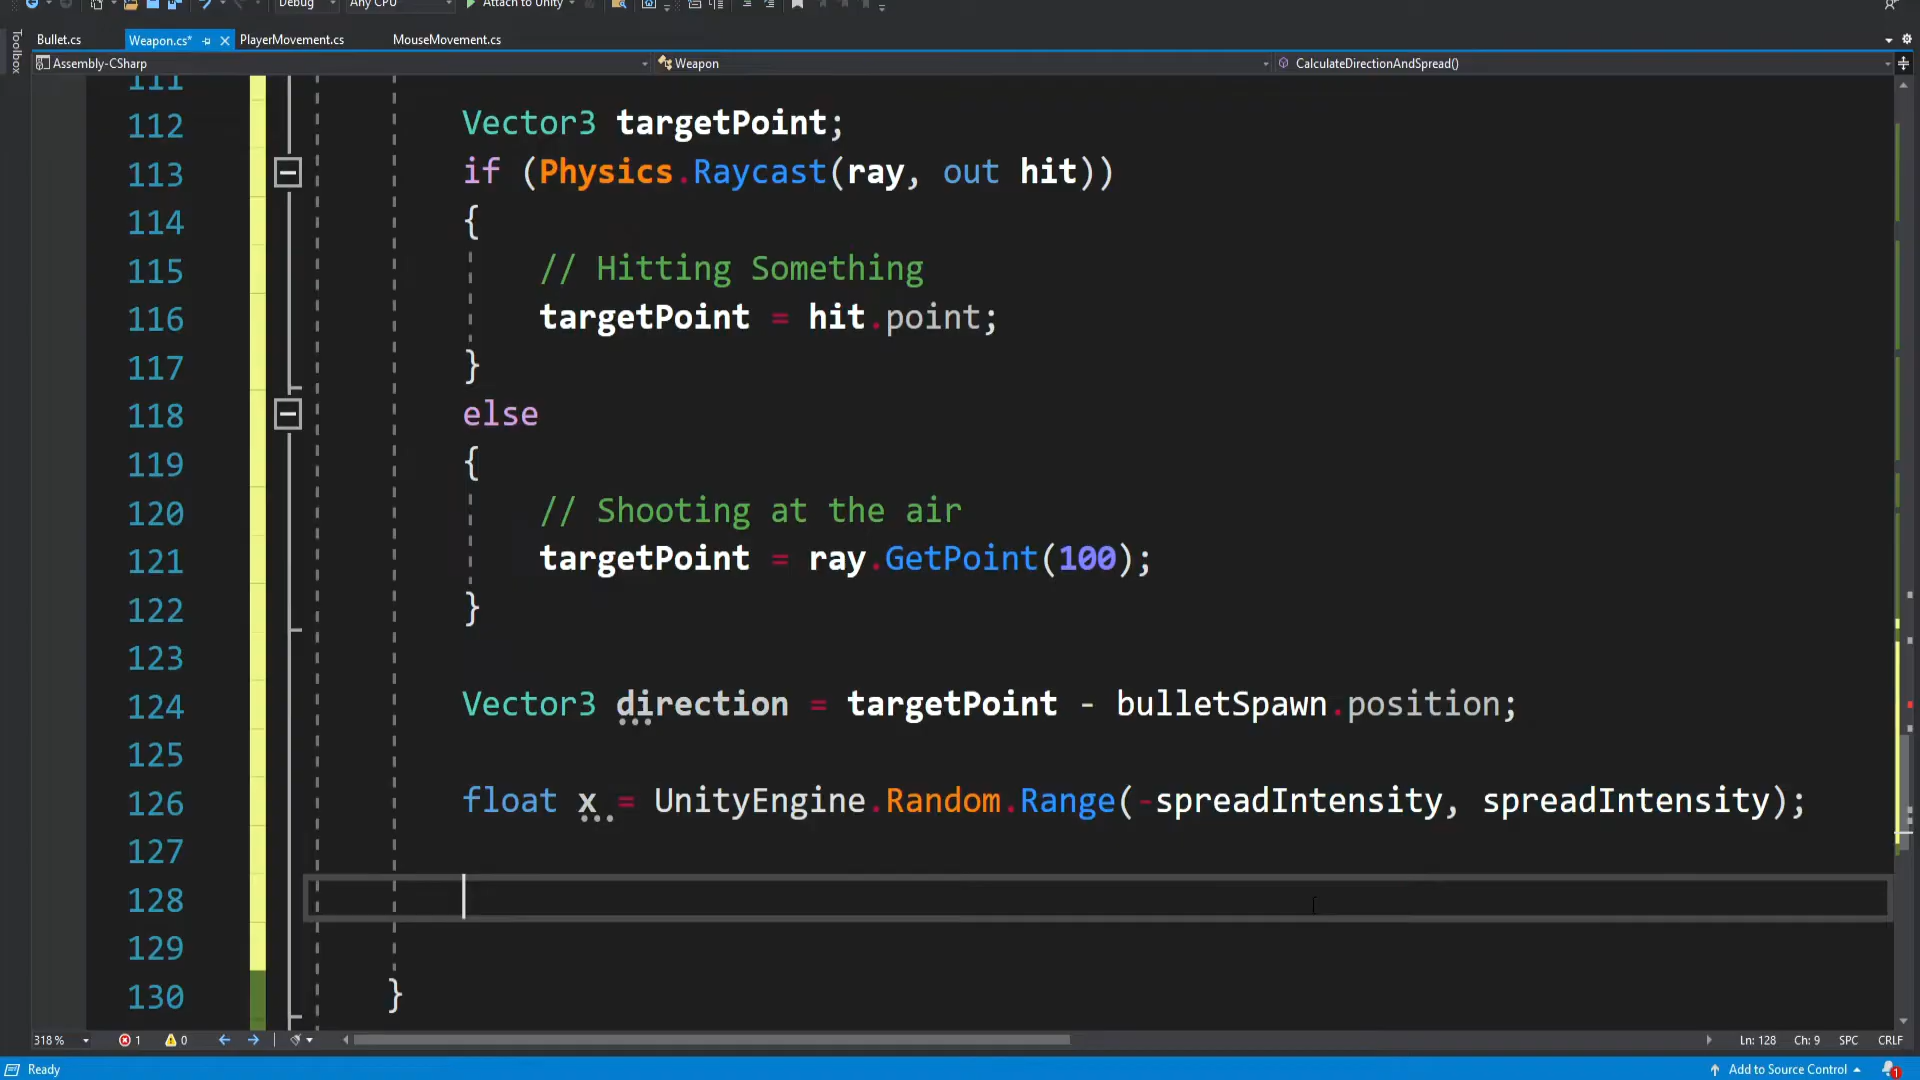 Debug
Any CPU
Attach to Unity
Toolbox
Bullet.cs
Weapon.cs*
PlayerMovement.cs
MouseMovement.cs
Assembly-CSharp
Weapon
CalculateDirectionAndSpread()
111
112 Vector3 targetPoint;
113 if (Physics.Raycast(ray, out hit))
114 {
115 // Hitting Something
116 targetPoint = hit.point;
117 }
118 else
119 {
120 // Shooting at the air
121 targetPoint = ray.GetPoint(100);
122 }
123
124 Vector3 direction = targetPoint - bulletSpawn.position;
125
126 float x = UnityEngine.Random.Range(-spreadIntensity, spreadIntensity);
127
128
129
130 }
318 %
1
0
Ln: 128
Ch: 9
SPC
CRLF
Ready
Add to Source Control
1